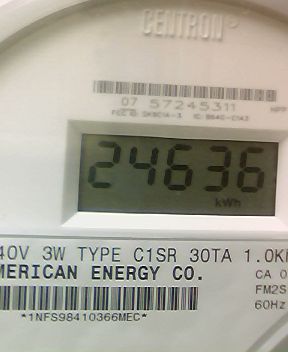 CENTRON
07 57245311
24636
kWh
40V 3W TYPE C1SR 30TA 1.0K
MERICAN ENERGY CO.
CA 0
FM2S
60Hz
*1NFS98410366MEC*